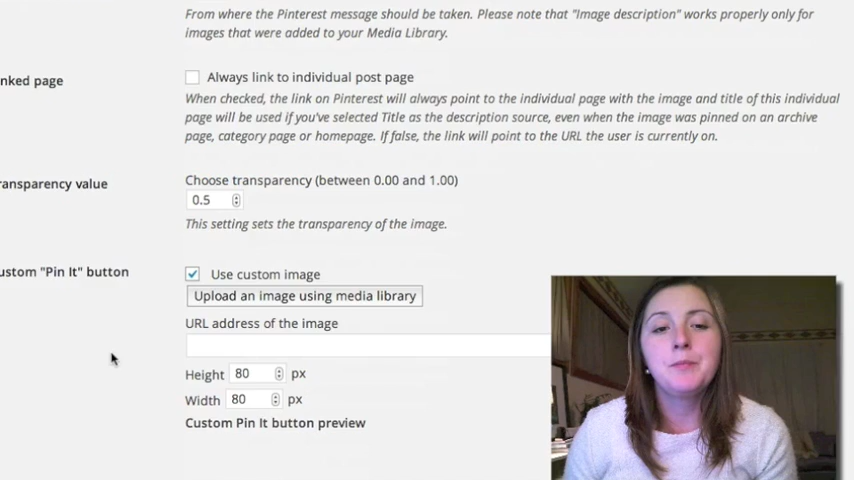 From where the Pinterest message should be taken. Please note that "Image description" works properly only for
images that were added to your Media Library.
nked page
Always link to individual post page
When checked, the link on Pinterest will always point to the individual page with the image and title of this individual
page will be used if you've selected Title as the description source, even when the image was pinned on an archive
page, category page or homepage. If false, the link will point to the URL the user is currently on.
ransparency value
Choose transparency (between 0.00 and 1.00)
0.5
This setting sets the transparency of the image.
ustom "Pin It" button
Use custom image
Upload an image using media library
URL address of the image
Height 80 px
Width 80 px
Custom Pin It button preview